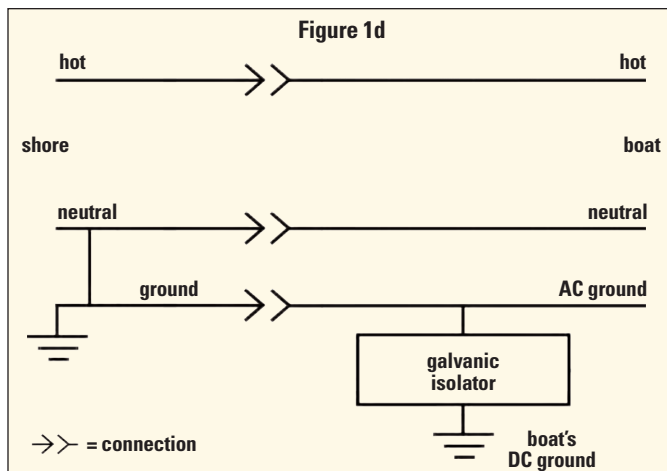 Figure 1d
hot
hot
shore
boat
neutral
neutral
ground
AC ground
galvanic
isolator
= connection
boat's
DC ground